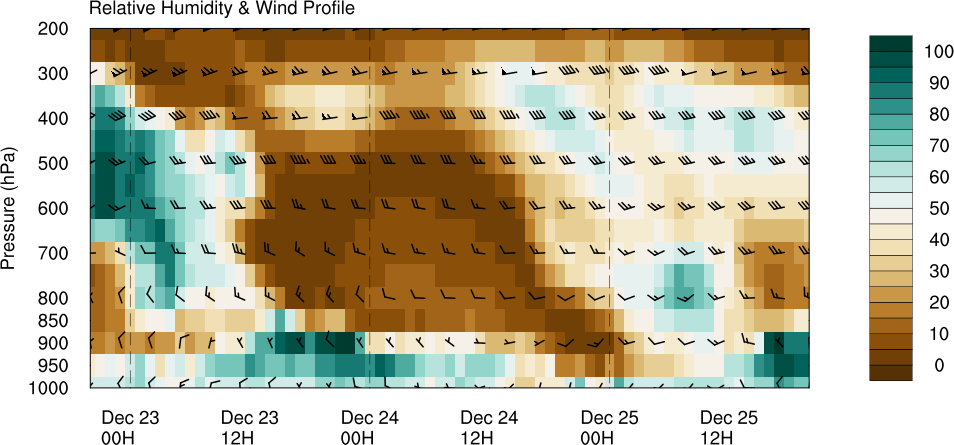 Relative Humidity & Wind Profile
Pressure (hPa)
200
300
400
500
600
700
800
850
900
950
1000
Dec 23 00H
Dec 23 12H
Dec 24 00H
Dec 24 12H
Dec 25 00H
Dec 25 12H
100
90
80
70
60
50
40
30
20
10
0